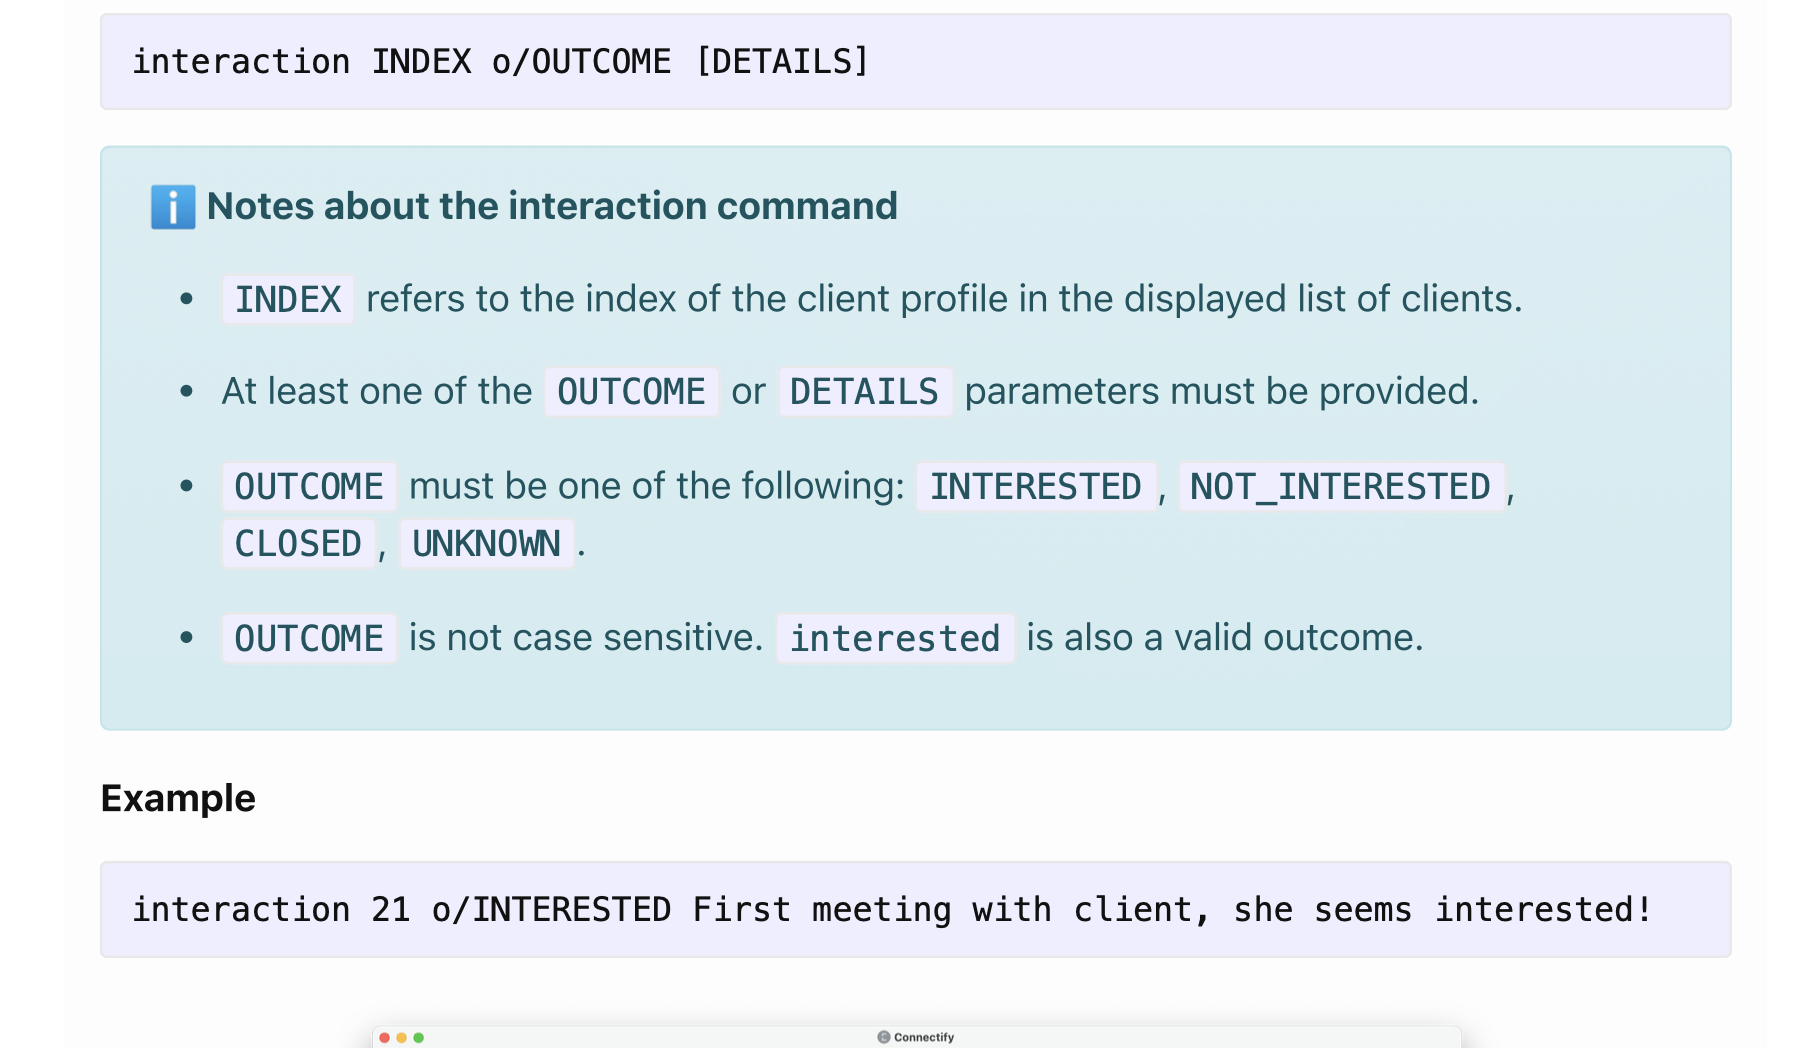 interaction INDEX o/OUTCOME [DETAILS]
Notes about the interaction command
• INDEX refers to the index of the client profile in the displayed list of clients.
• At least one of the OUTCOME or DETAILS parameters must be provided.
• OUTCOME must be one of the following: INTERESTED, NOT_INTERESTED,
CLOSED, UNKNOWN.
• OUTCOME is not case sensitive. interested is also a valid outcome.
Example
interaction 21 o/INTERESTED First meeting with client, she seems interested!
Connectify